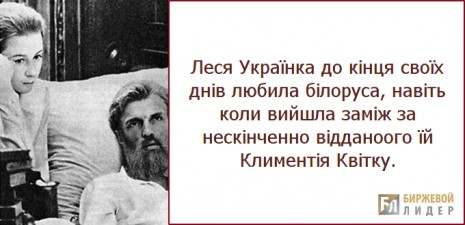 Леся Українка до кінця своїх
днів любила білоруса, навіть
коли вийшла заміж за
нескінченно відданоого їй
Климентія Квітку.
БИРЖЕВОЙ
ЛИДЕР